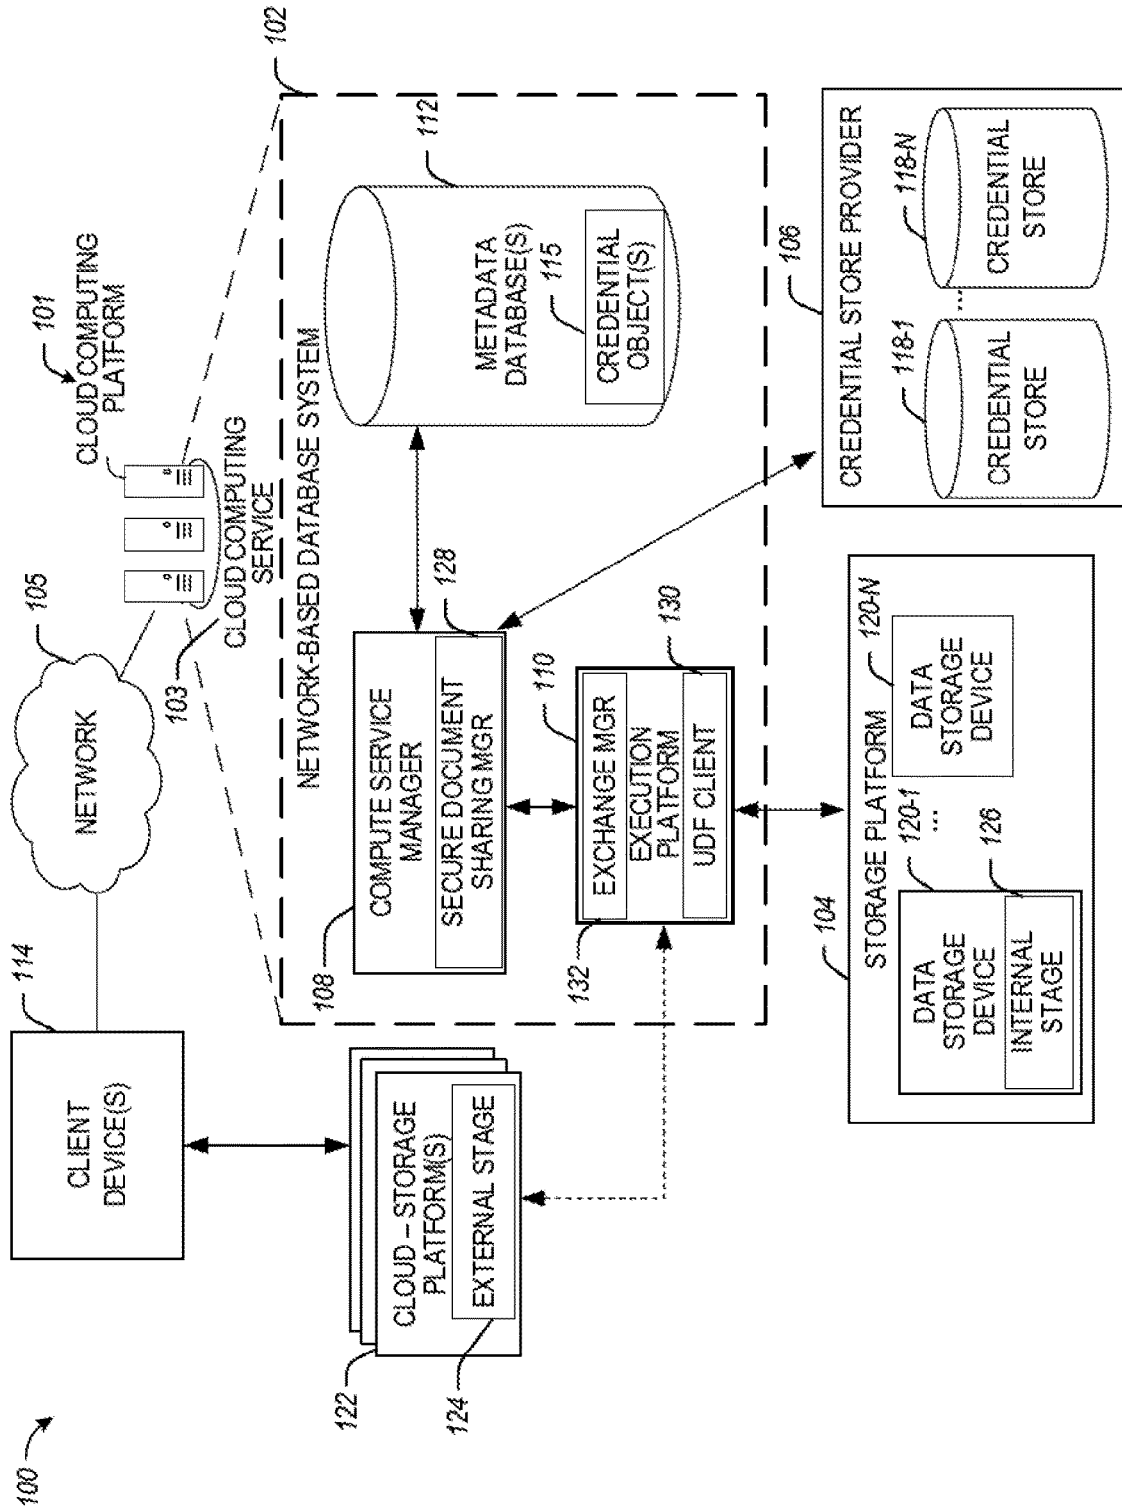 100
114
CLIENT
DEVICE(S)
NETWORK
105
101
CLOUD COMPUTING
PLATFORM
103
CLOUD COMPUTING
SERVICE
102
NETWORK-BASED DATABASE SYSTEM
122
CLOUD – STORAGE
PLATFORM(S)
EXTERNAL STAGE
124
108
COMPUTE SERVICE
MANAGER
SECURE DOCUMENT
SHARING MGR
128
112
METADATA
DATABASE(S)
115
CREDENTIAL
OBJECT(S)
110
EXCHANGE MGR
EXECUTION
PLATFORM
UDF CLIENT
132
130
104
STORAGE PLATFORM
120-1
120-N
DATA
STORAGE
DEVICE
INTERNAL
STAGE
126
...
DATA
STORAGE
DEVICE
106
CREDENTIAL STORE PROVIDER
118-1
118-N
CREDENTIAL
STORE
...
CREDENTIAL
STORE